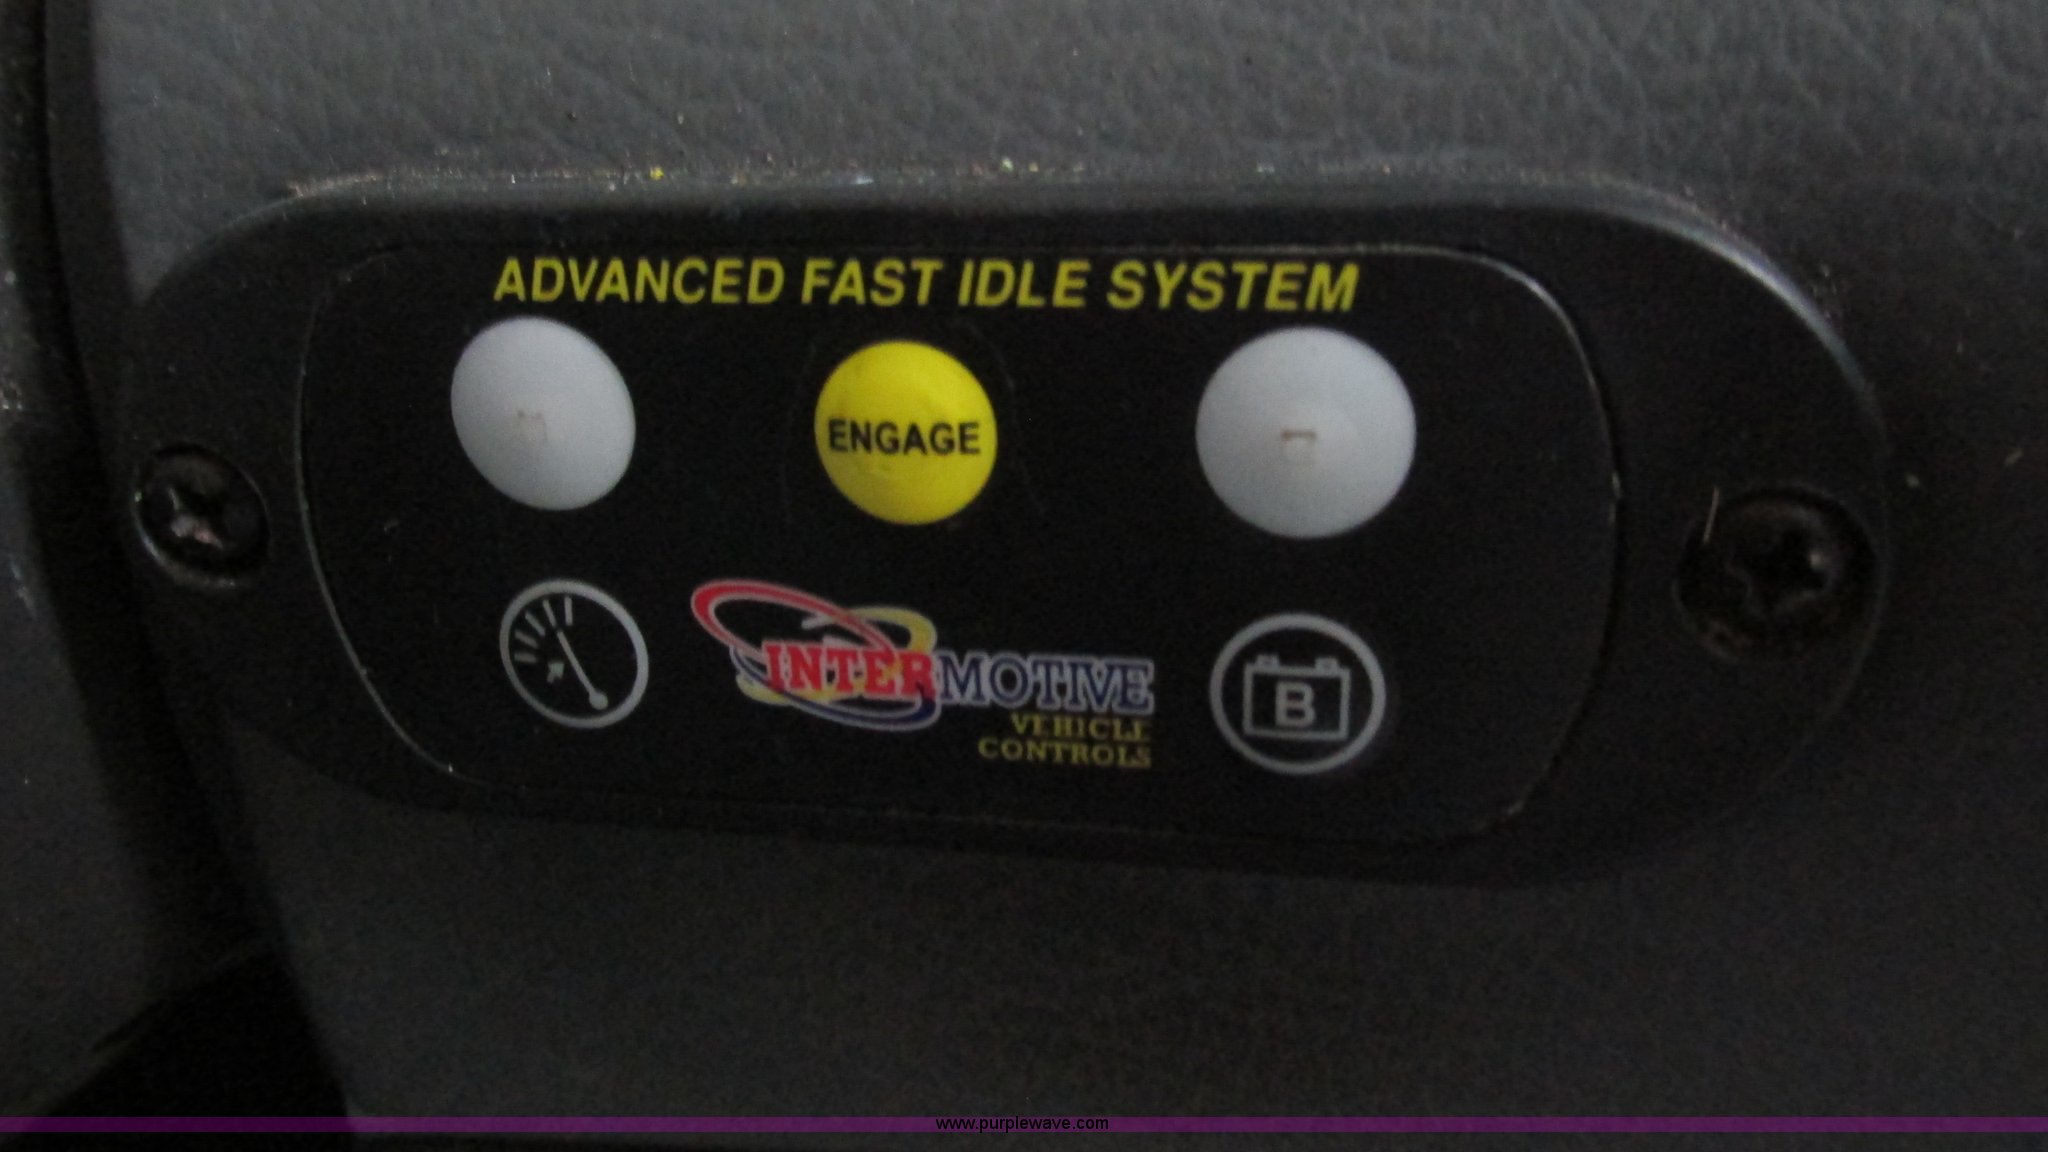 ADVANCED FAST IDLE SYSTEM
ENGAGE
INTERMOTIVE
VEHICLE
CONTROLS
B
www.purplewave.com